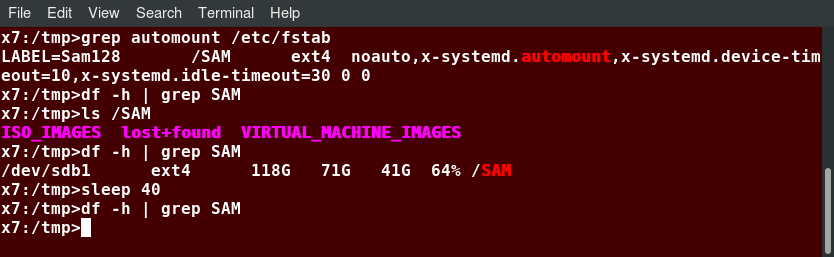 File Edit View Search Terminal Help
x7:/tmp>grep automount /etc/fstab
LABEL=Sam128       /SAM      ext4  noauto,x-systemd.automount,x-systemd.device-tim
eout=10,x-systemd.idle-timeout=30 0 0
x7:/tmp>df -h | grep SAM
x7:/tmp>ls /SAM
ISO_IMAGES  lost+found  VIRTUAL_MACHINE_IMAGES
x7:/tmp>df -h | grep SAM
/dev/sdb1      ext4      118G   71G   41G  64% /SAM
x7:/tmp>sleep 40
x7:/tmp>df -h | grep SAM
x7:/tmp>